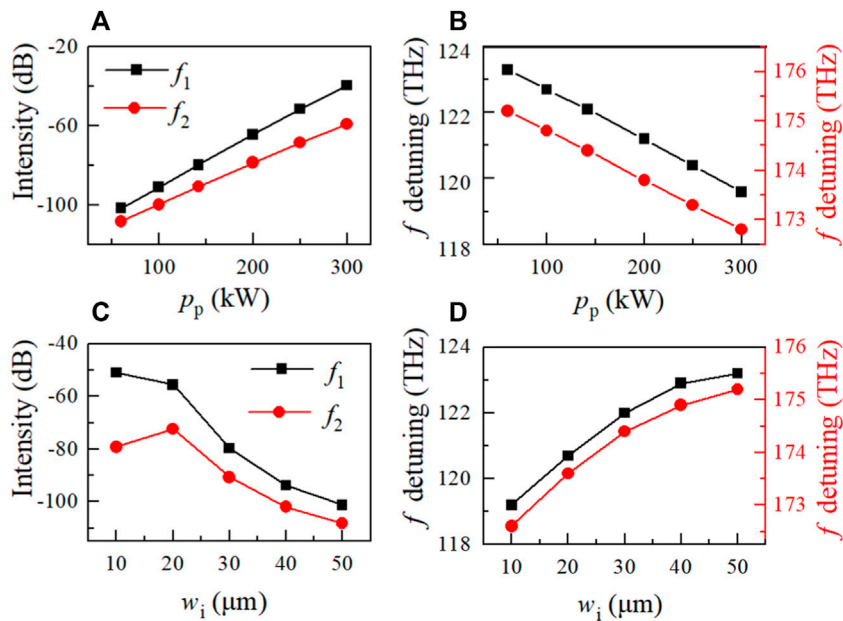 A
Intensity (dB)
-20
-60
-100
f1
f2
100 200 300
pp (kW)
B
f detuning (THz)
124
122
120
118
176
175
174
173
f detuning (THz)
100 200 300
pp (kW)
C
Intensity (dB)
-40
-60
-80
-100
f1
f2
10 20 30 40 50
wi (μm)
D
f detuning (THz)
123
122
120
119
118
176
175
174
173
f detuning (THz)
10 20 30 40 50
wi (μm)